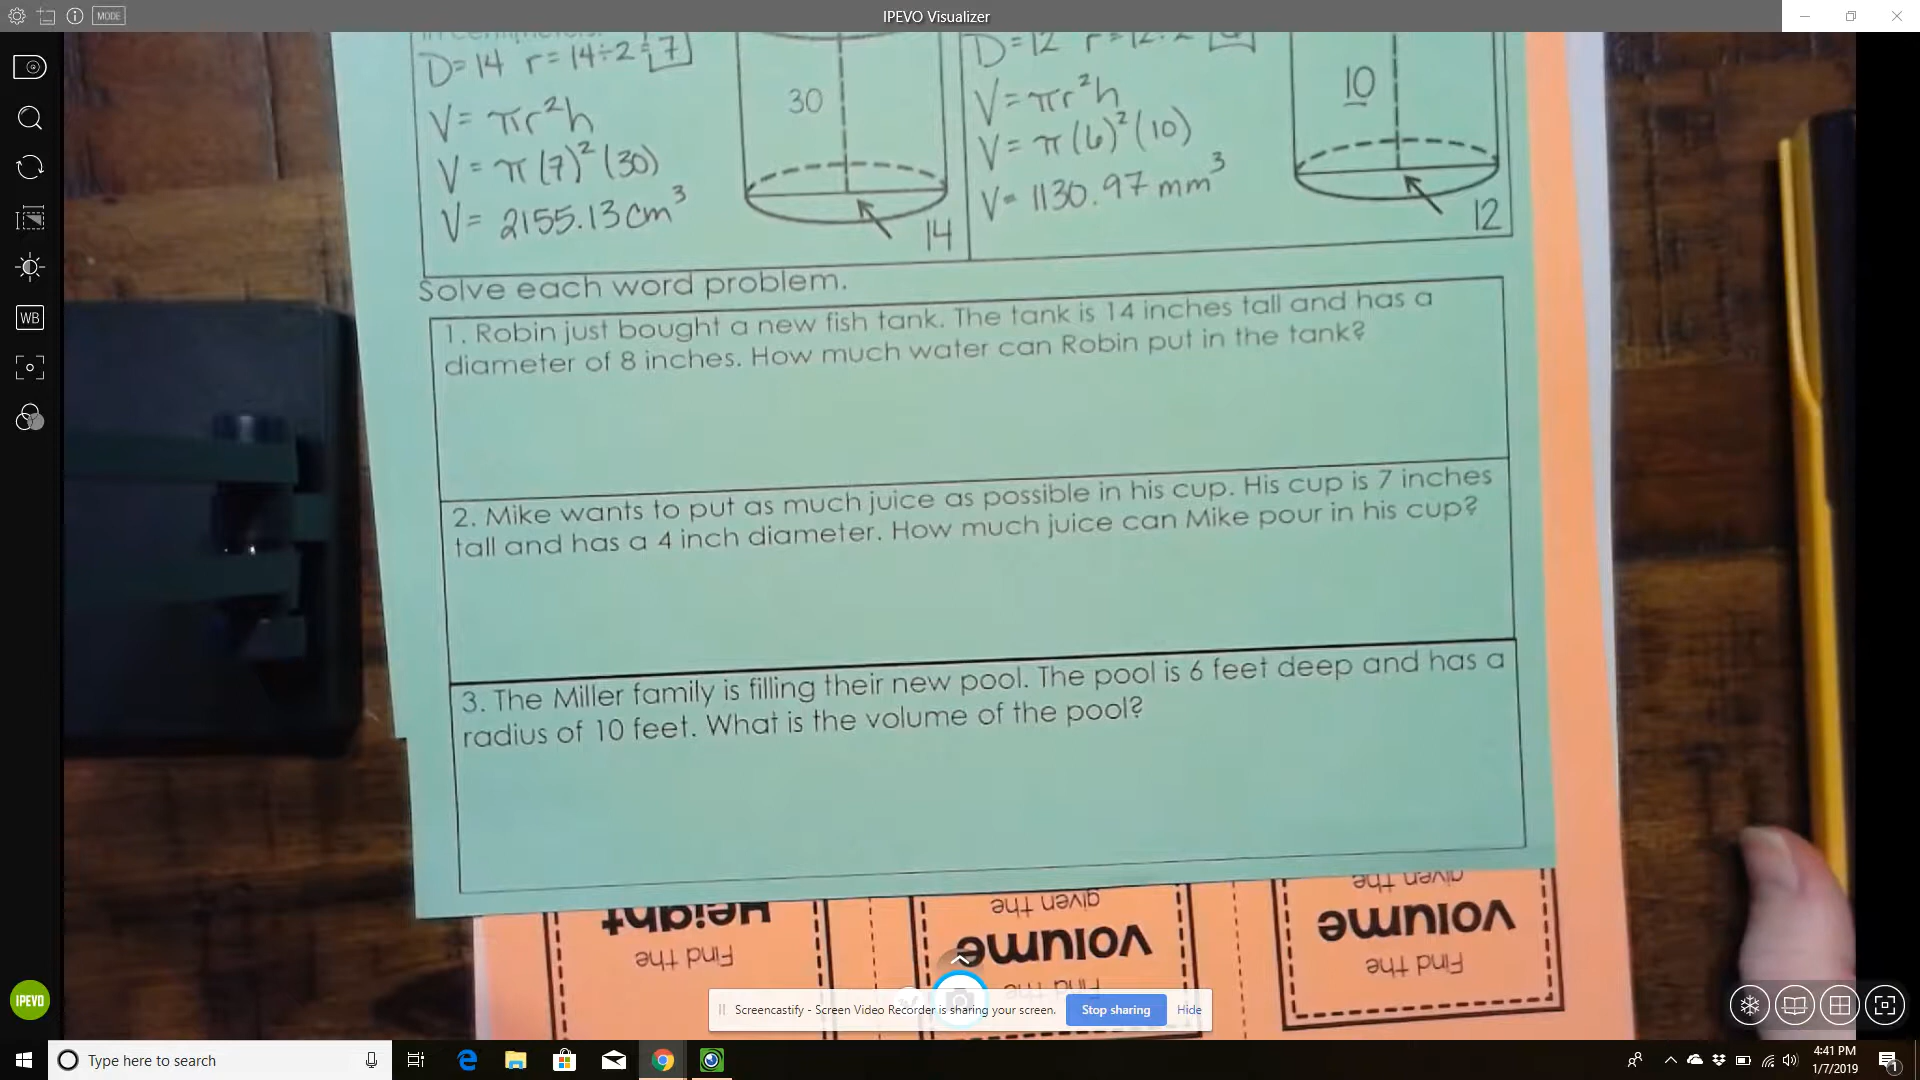 MODE
IPEVO Visualizer
D=14 r=14÷2=7
V=πr²h
V=π(7)²(30)
V=2155.13cm³
30
14
D=12
V=πr²h
V=π(6)²(10)
V=1130.97mm³
10
12
Solve each word problem.
1. Robin just bought a new fish tank. The tank is 14 inches tall and has a
diameter of 8 inches. How much water can Robin put in the tank?
2. Mike wants to put as much juice as possible in his cup. His cup is 7 inches
tall and has a 4 inch diameter. How much juice can Mike pour in his cup?
3. The Miller family is filling their new pool. The pool is 6 feet deep and has a
radius of 10 feet. What is the volume of the pool?
WB
Find the
Height
Find the
Volume
given the
Find the
Volume
given the
IPEVO
Screencastify - Screen Video Recorder is sharing your screen.
Stop sharing
Hide
Type here to search
4:41 PM
1/7/2019
1